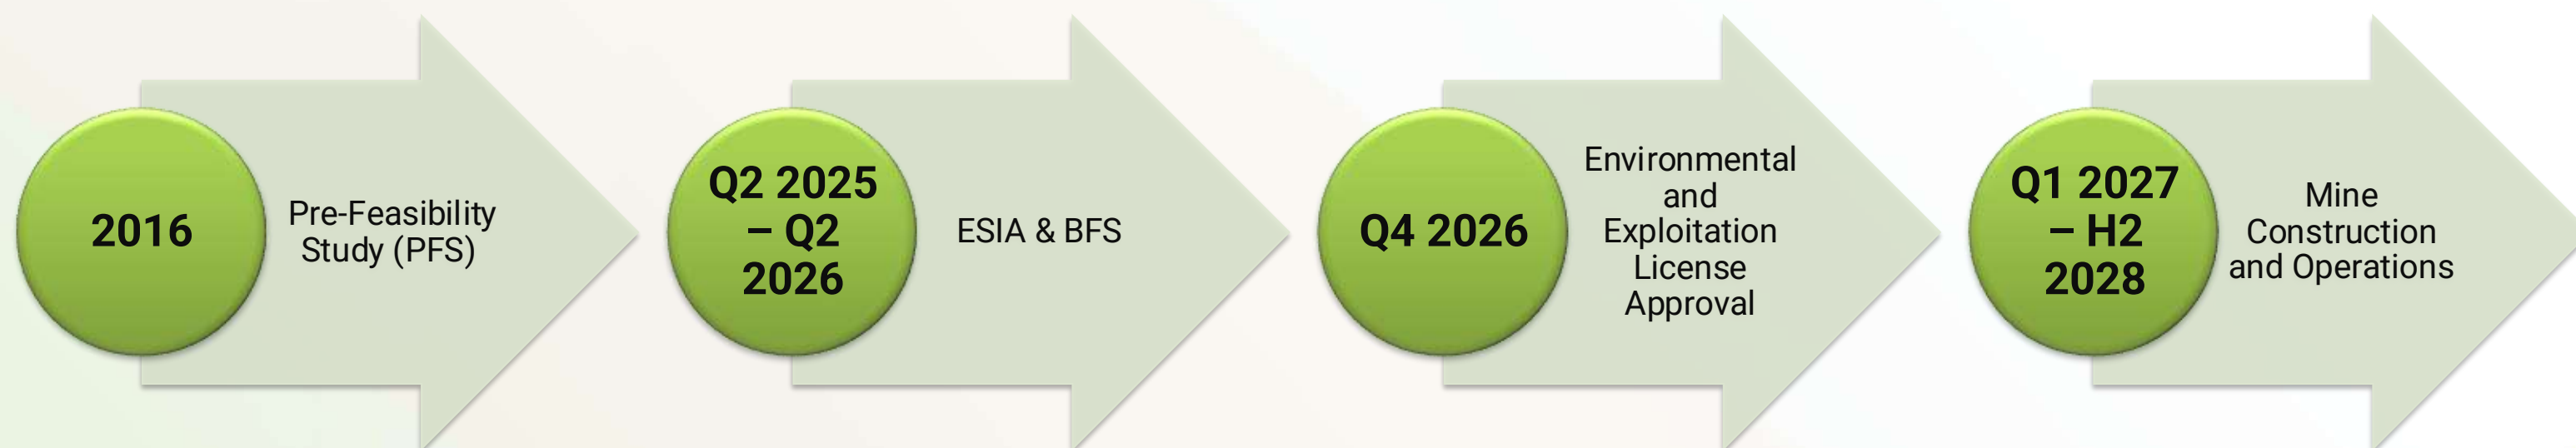 2016
Pre-Feasibility
Study (PFS)
Q2 2025
– Q2
2026
ESIA & BFS
Q4 2026
Environmental
and
Exploitation
License
Approval
Q1 2027
– H2
2028
Mine
Construction
and Operations